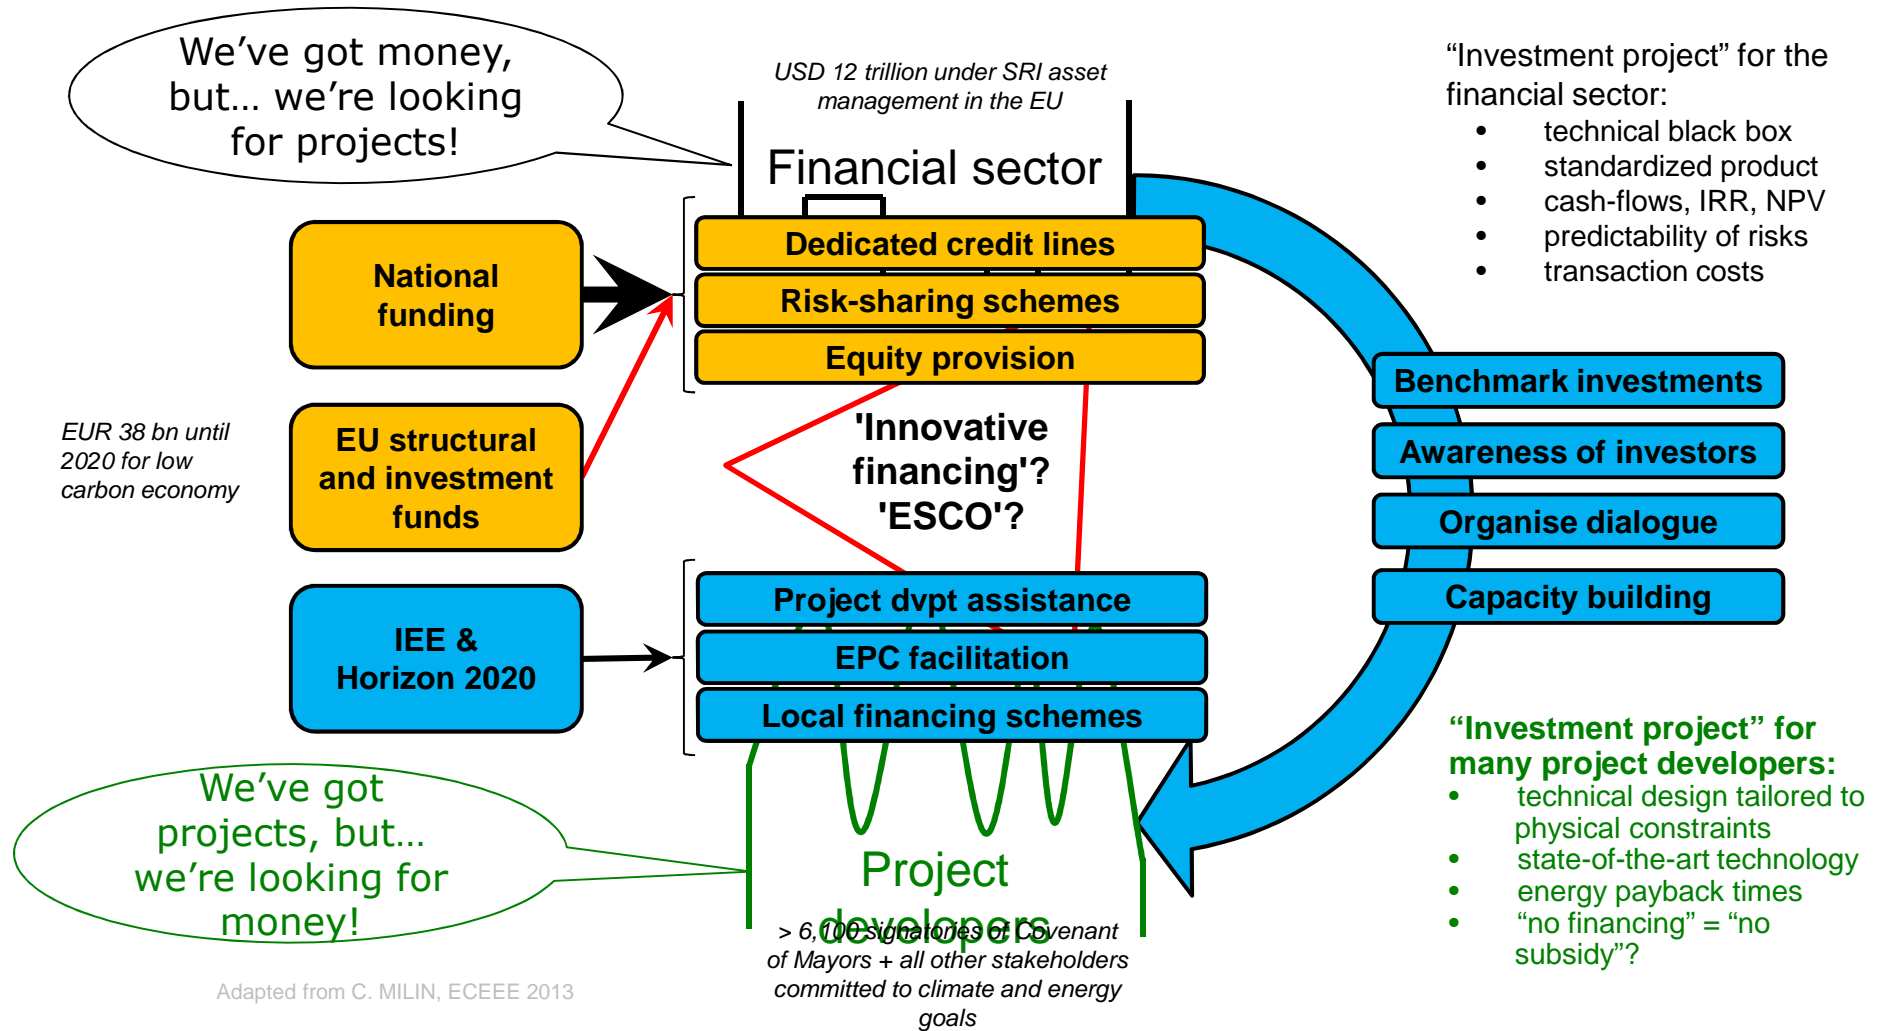 We’ve got money,
but… we’re looking
for projects!
USD 12 trillion under SRI asset
management in the EU
Financial sector
“Investment project” for the
financial sector:
• technical black box
• standardized product
• cash-flows, IRR, NPV
• predictability of risks
• transaction costs
National
funding
Dedicated credit lines
Risk-sharing schemes
Equity provision
EUR 38 bn until
2020 for low
carbon economy
EU structural
and investment
funds
'Innovative
financing'?
'ESCO'?
Benchmark investments
Awareness of investors
Organise dialogue
Capacity building
IEE &
Horizon 2020
Project dvpt assistance
EPC facilitation
Local financing schemes
We’ve got
projects, but…
we’re looking for
money!
Project
developers
> 6,100 signatories of Covenant
of Mayors + all other stakeholders
committed to climate and energy
goals
“Investment project” for
many project developers:
• technical design tailored to
physical constraints
• state-of-the-art technology
• energy payback times
• “no financing” = “no
subsidy”?
Adapted from C. MILIN, ECEEE 2013